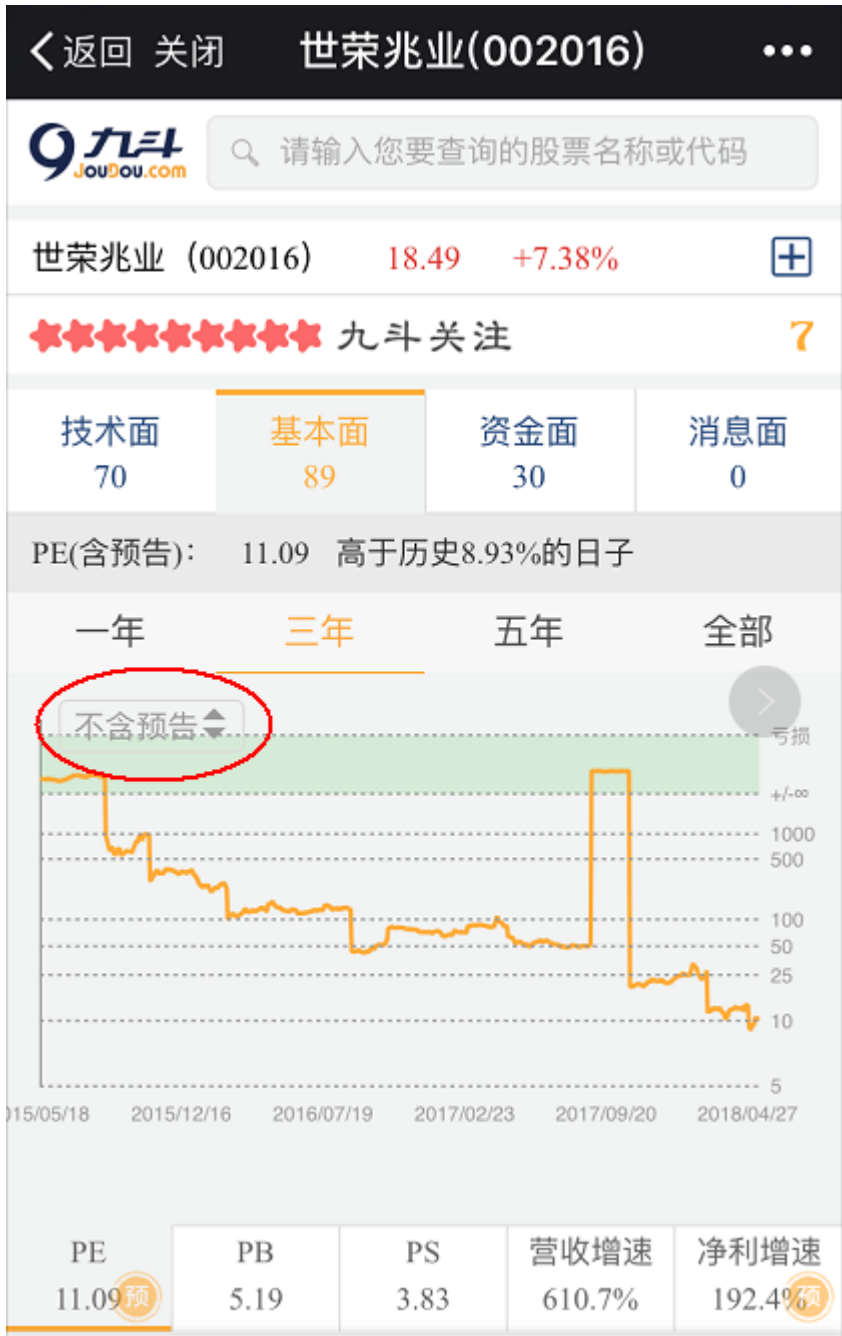 返回 关闭 世荣兆业(002016)
九斗 JouDou.com 请输入您要查询的股票名称或代码
世荣兆业（002016） 18.49 +7.38%
九斗关注 7
技术面 基本面 资金面 消息面
70 89 30 0
PE(含预告)： 11.09 高于历史8.93%的日子
一年 三年 五年 全部
不含预告
亏损
+/-∞
1000
500
100
50
25
10
5
015/05/18 2015/12/16 2016/07/19 2017/02/23 2017/09/20 2018/04/27
PE PB PS 营收增速 净利增速
11.09 预 5.19 3.83 610.7% 192.4% 预